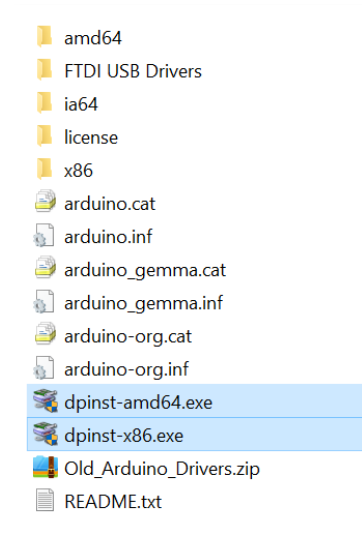 amd64
FTDI USB Drivers
ia64
license
x86
arduino.cat
arduino.inf
arduino_gemma.cat
arduino_gemma.inf
arduino-org.cat
arduino-org.inf
dpinst-amd64.exe
dpinst-x86.exe
Old_Arduino_Drivers.zip
README.txt